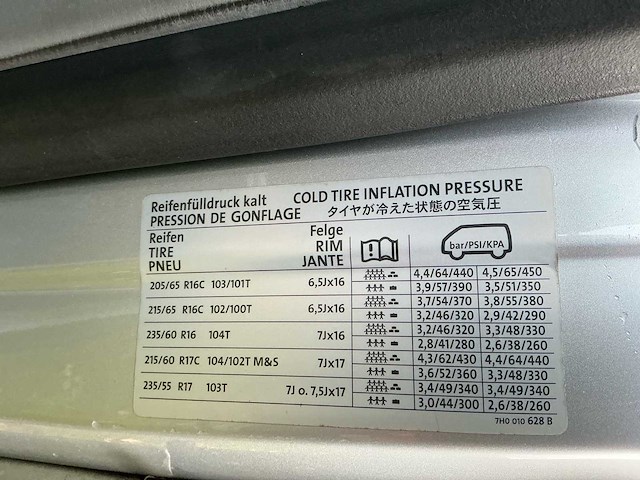 Reifenfülldruck kalt COLD TIRE INFLATION PRESSURE
PRESSION DE GONFLAGE タイヤが冷えた状態の空気圧
Reifen Felge
TIRE RIM bar/PSI/KPA
PNEU JANTE
4,4/64/440 4,5/65/450
205/65 R16C 103/101T 6,5Jx16
3,9/57/390 3,5/51/350
3,7/54/370 3,8/55/380
215/65 R16C 102/100T 6,5Jx16
3,2/46/320 2,9/42/290
3,2/46/320 3,3/48/330
235/60 R16 104T 7Jx16
2,8/41/280 2,6/38/260
4,3/62/430 4,4/64/440
215/60 R17C 104/102T M&S 7Jx17
3,6/52/360 3,3/48/330
3,4/49/340 3,4/49/340
235/55 R17 103T 7J o. 7,5Jx17
3,0/44/300 2,6/38/260
7H0 010 628 B